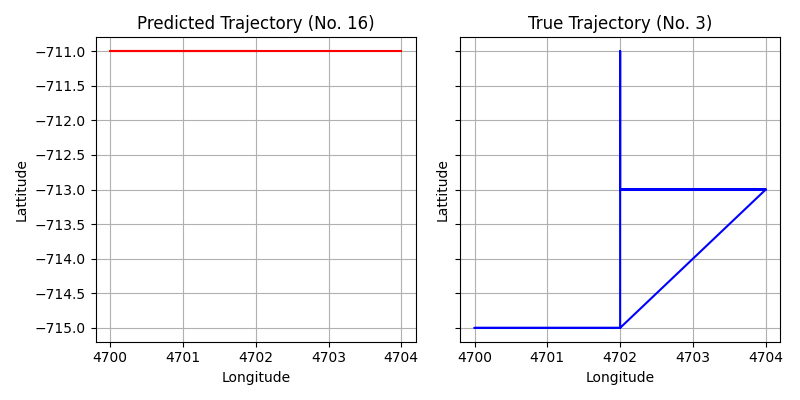 Predicted Trajectory (No. 16)
−711.0
−711.5
−712.0
−712.5
−713.0
−713.5
−714.0
−714.5
−715.0
Lattitude
4700 4701 4702 4703 4704
Longitude
True Trajectory (No. 3)
Lattitude
4700 4701 4702 4703 4704
Longitude